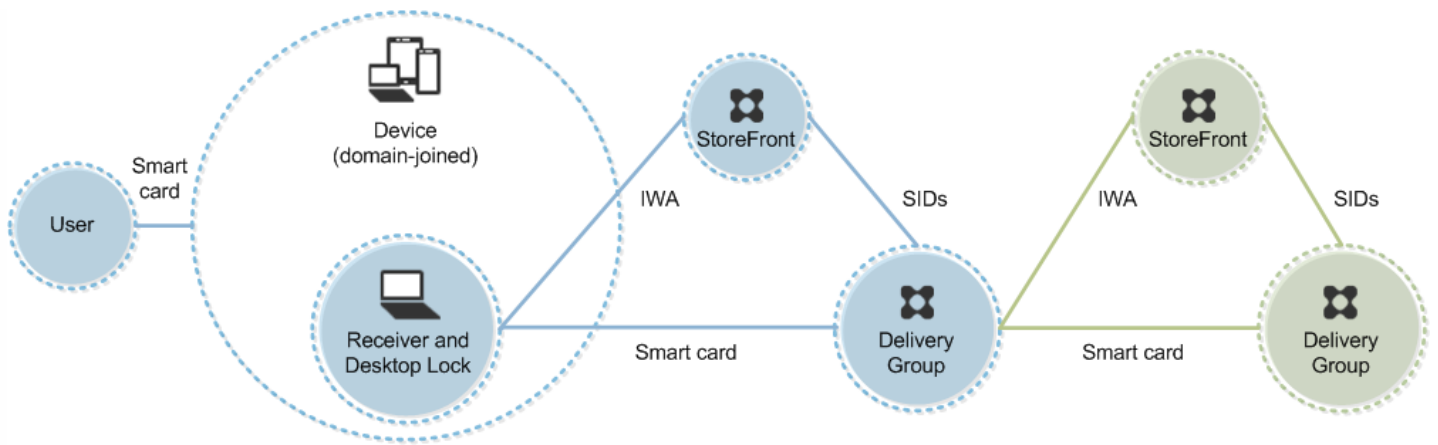 User
Smart
card
Device
(domain-joined)
Receiver and
Desktop Lock
IWA
StoreFront
SIDs
Smart card
Delivery
Group
IWA
StoreFront
SIDs
Smart card
Delivery
Group